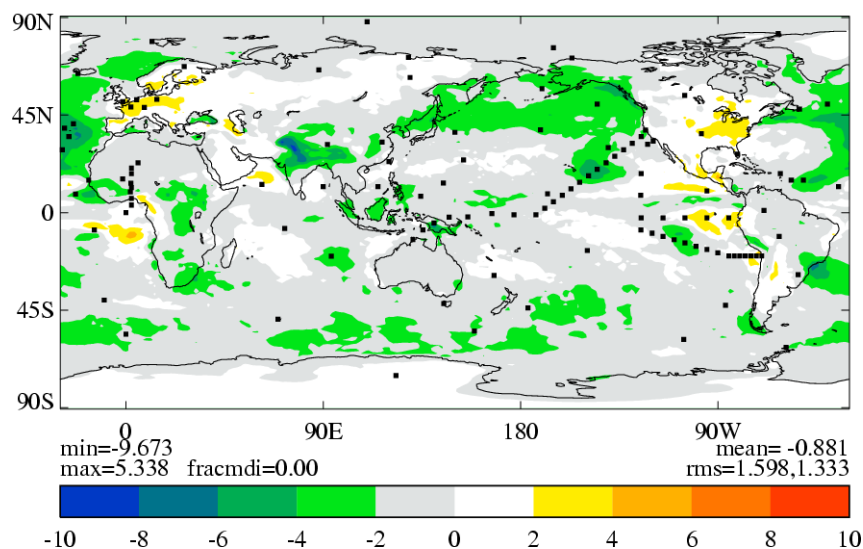 90N
45N
0
45S
90S
0 90E 180 90W
min=-9.673 mean= -0.881
max=5.338 fracmdi=0.00 rms=1.598,1.333
-10 -8 -6 -4 -2 0 2 4 6 8 10